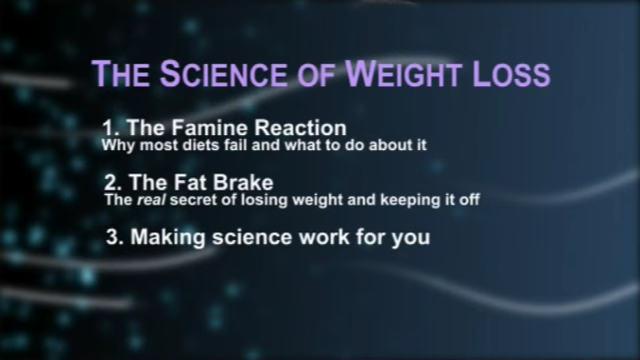 THE SCIENCE OF WEIGHT LOSS
1. The Famine Reaction
Why most diets fail and what to do about it
2. The Fat Brake
The real secret of losing weight and keeping it off
3. Making science work for you